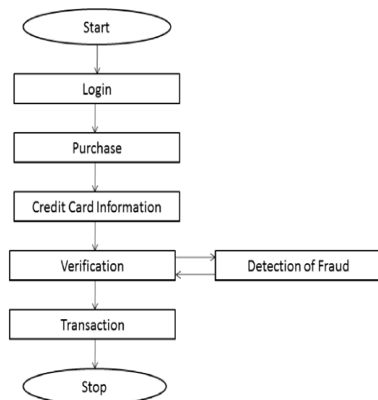 Start
Login
Purchase
Credit Card Information
Verification
Detection of Fraud
Transaction
Stop